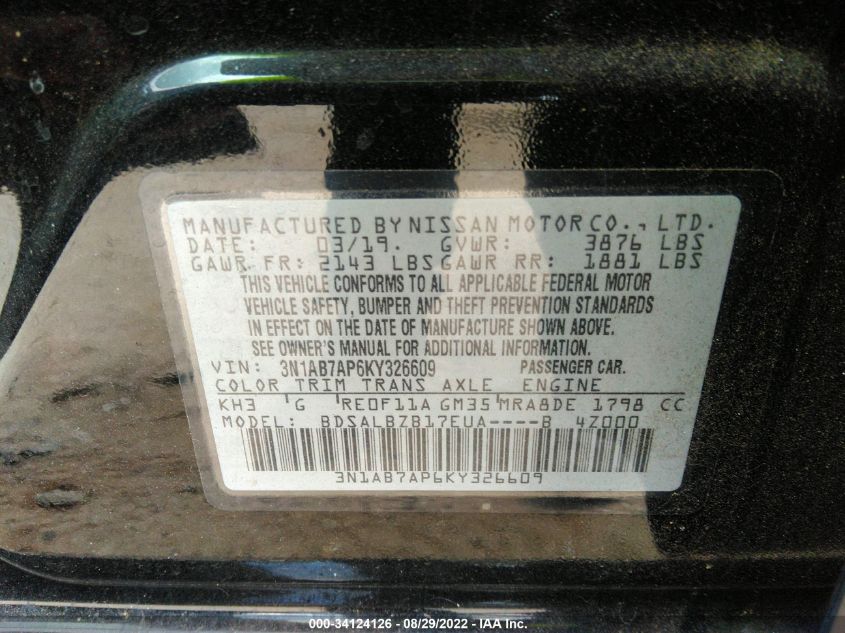 MANUFACTURED BY NISSAN MOTOR CO., LTD.
DATE: 03/19. GVWR: 3876 LBS
GAWR FR: 2143 LBS GAWR RR: 1881 LBS
THIS VEHICLE CONFORMS TO ALL APPLICABLE FEDERAL MOTOR
VEHICLE SAFETY, BUMPER AND THEFT PREVENTION STANDARDS
IN EFFECT ON THE DATE OF MANUFACTURE SHOWN ABOVE.
SEE OWNER'S MANUAL FOR ADDITIONAL INFORMATION.
VIN: 3N1AB7AP6KY326609 PASSENGER CAR.
COLOR TRIM TRANS AXLE ENGINE
KH3 'G 'RE0F11A GM35'MRA8DE 1798 CC
MODEL: BDSALBZB17EUA----B 4Z000
3N1AB7AP6KY326609
000-34124126 - 08/29/2022 - IAA Inc.